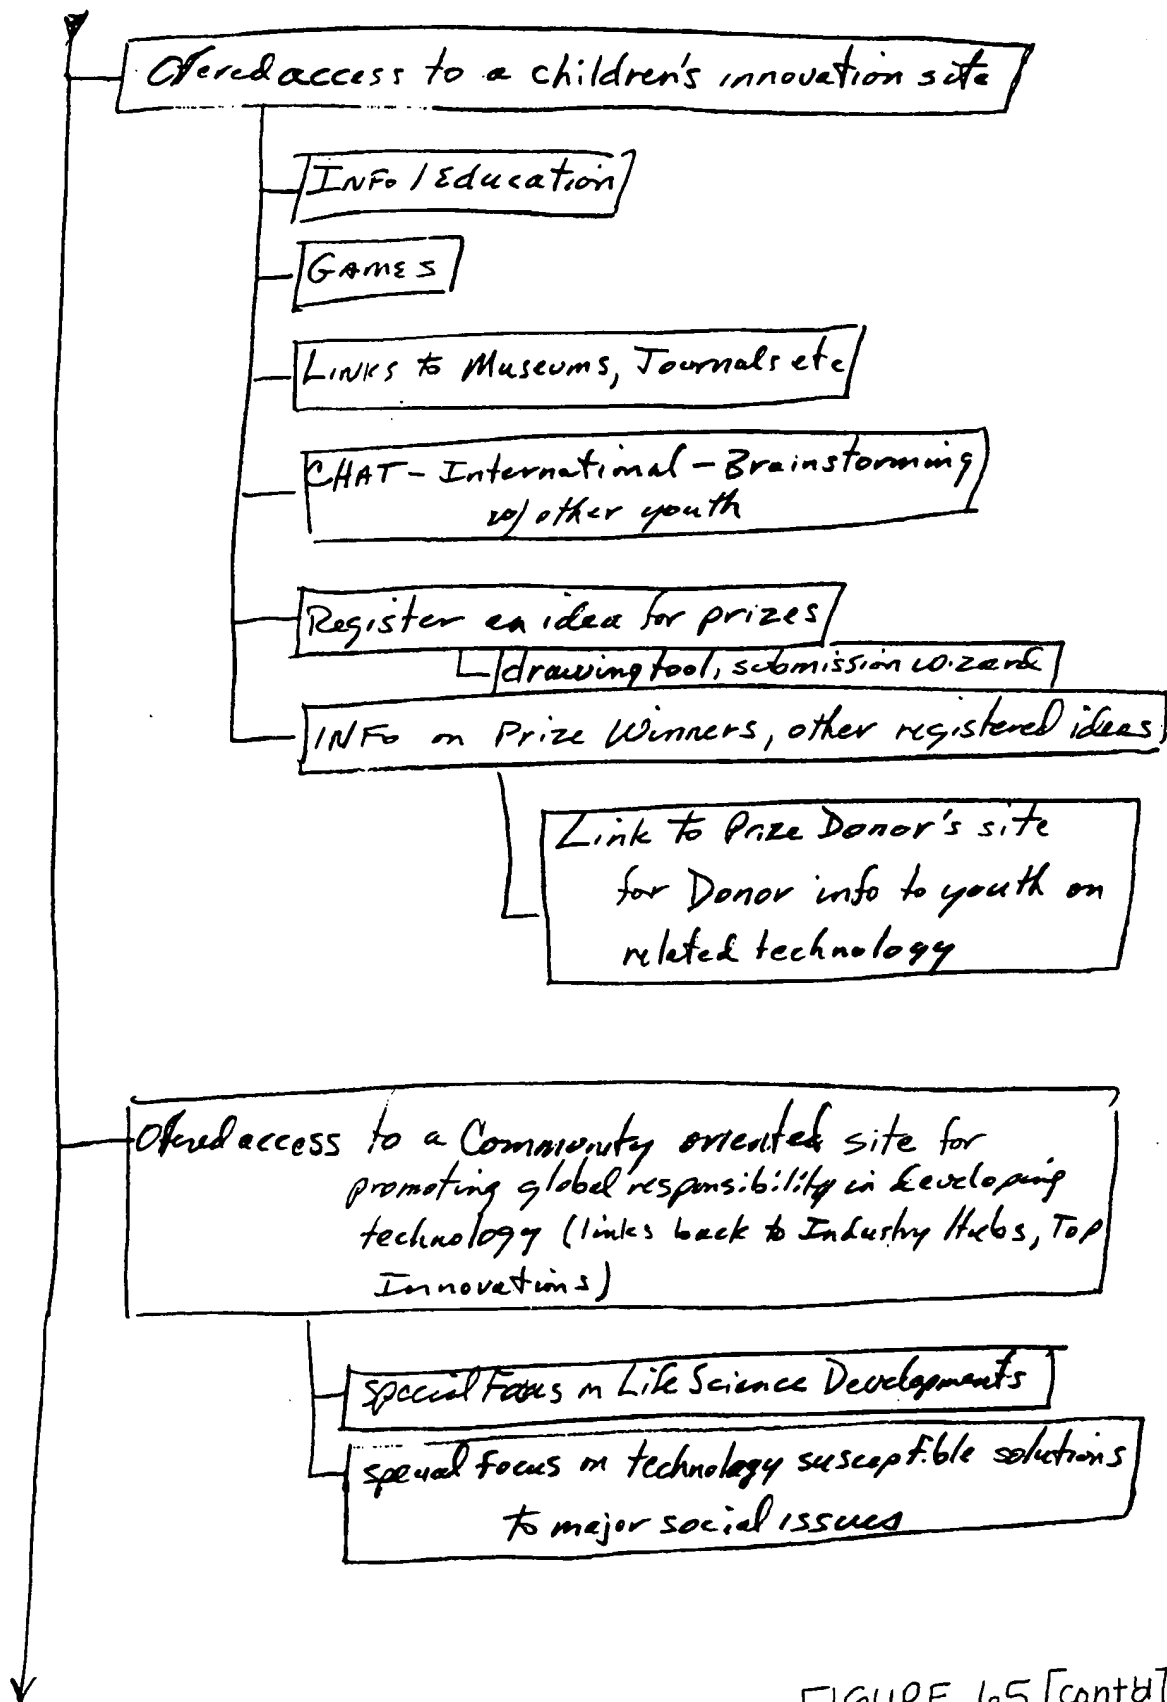 Offered access to a children's innovation site
INFO / Education
GAMES
LINKS to Museums, Journals etc
CHAT - International - Brainstorming
w/ other youth
Register an idea for prizes
drawing tool, submission wizard
INFO on Prize Winners, other registered ideas
Link to Prize Donor's site
for Donor info to youth on
related technology
Offered access to a Community oriented site for
promoting global responsibility in developing
technology (links back to Industry Hubs, Top
Innovations)
special Focus on Life Science Developments
special focus on technology susceptible solutions
to major social issues
FIGURE 65 [cont'd]